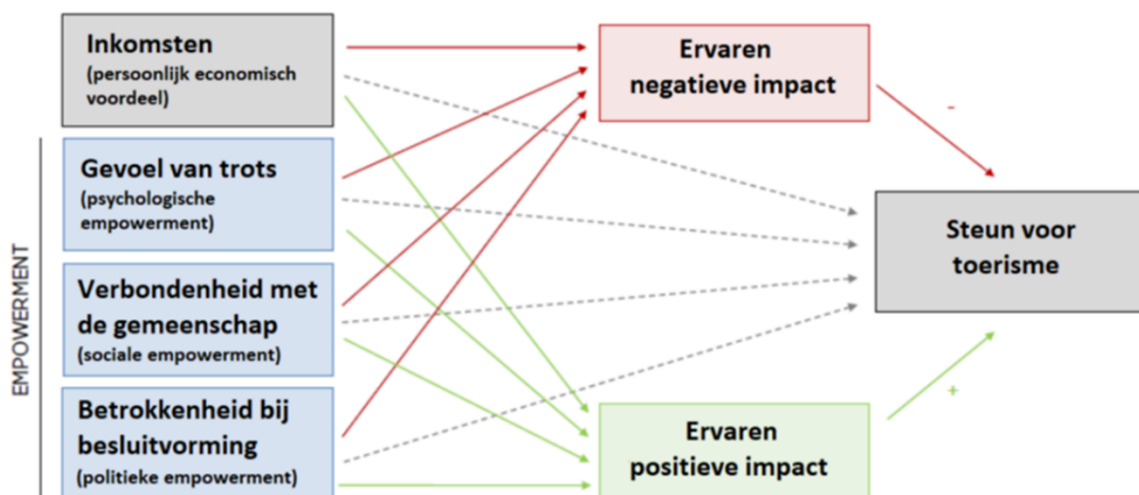 Inkomsten
(persoonlijk economisch
voordeel)
EMPOWERMENT
Gevoel van trots
(psychologische
empowerment)
Verbondenheid met
de gemeenschap
(sociale empowerment)
Betrokkenheid bij
besluitvorming
(politieke empowerment)
Ervaren
negatieve impact
-
Steun voor
toerisme
+
Ervaren
positieve impact